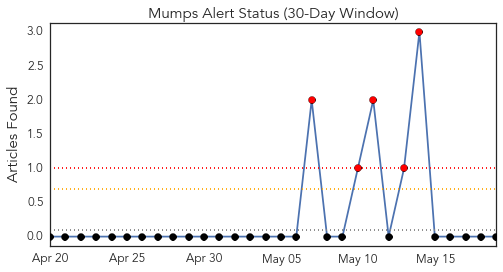 Mumps Alert Status (30-Day Window)
Articles Found
3.0
2.5
2.0
1.5
1.0
0.5
0.0
Apr 20
Apr 25
Apr 30
May 05
May 10
May 15